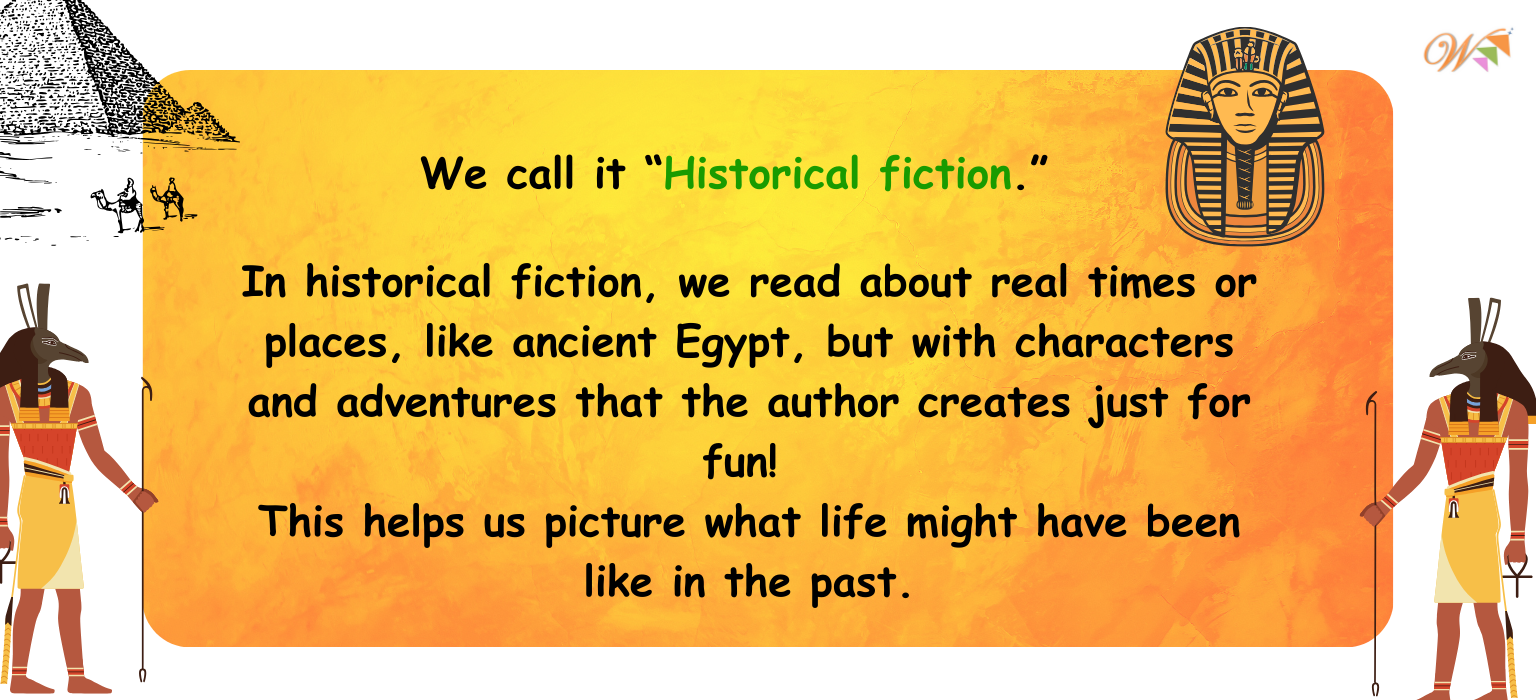 W
We call it “Historical fiction.”
In historical fiction, we read about real times or
places, like ancient Egypt, but with characters
and adventures that the author creates just for
fun!
This helps us picture what life might have been
like in the past.